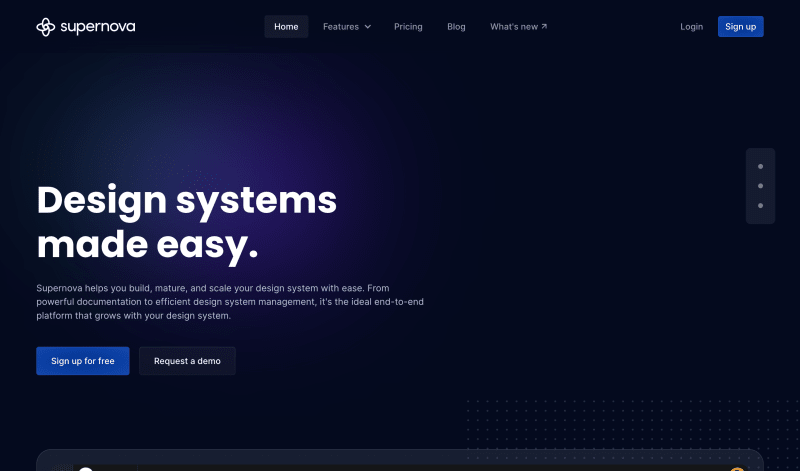 supernova
Home
Features
Pricing
Blog
What's new ↗
Login
Sign up
Design systems
made easy.
Supernova helps you build, mature, and scale your design system with ease. From
powerful documentation to efficient design system management, it's the ideal end-to-end
platform that grows with your design system.
Sign up for free
Request a demo